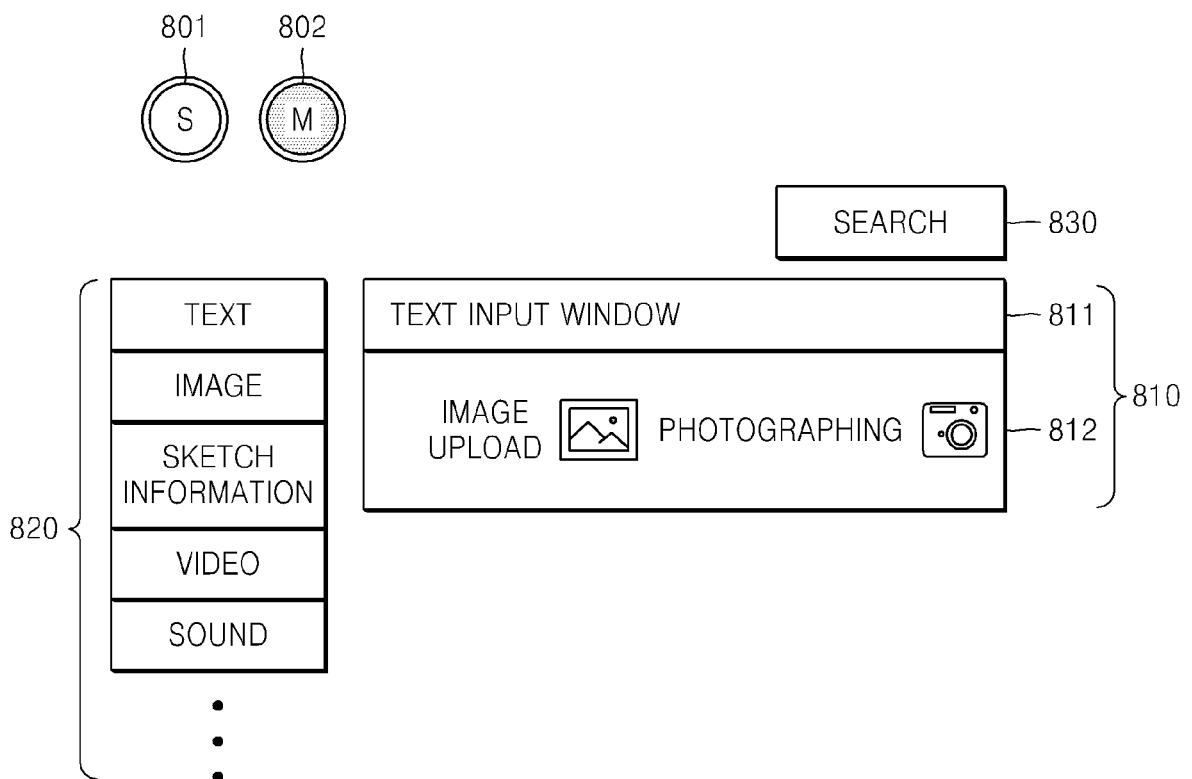 801 802
S M
SEARCH 830
TEXT TEXT INPUT WINDOW 811
IMAGE
IMAGE
UPLOAD PHOTOGRAPHING 812 810
SKETCH
INFORMATION
820
VIDEO
SOUND